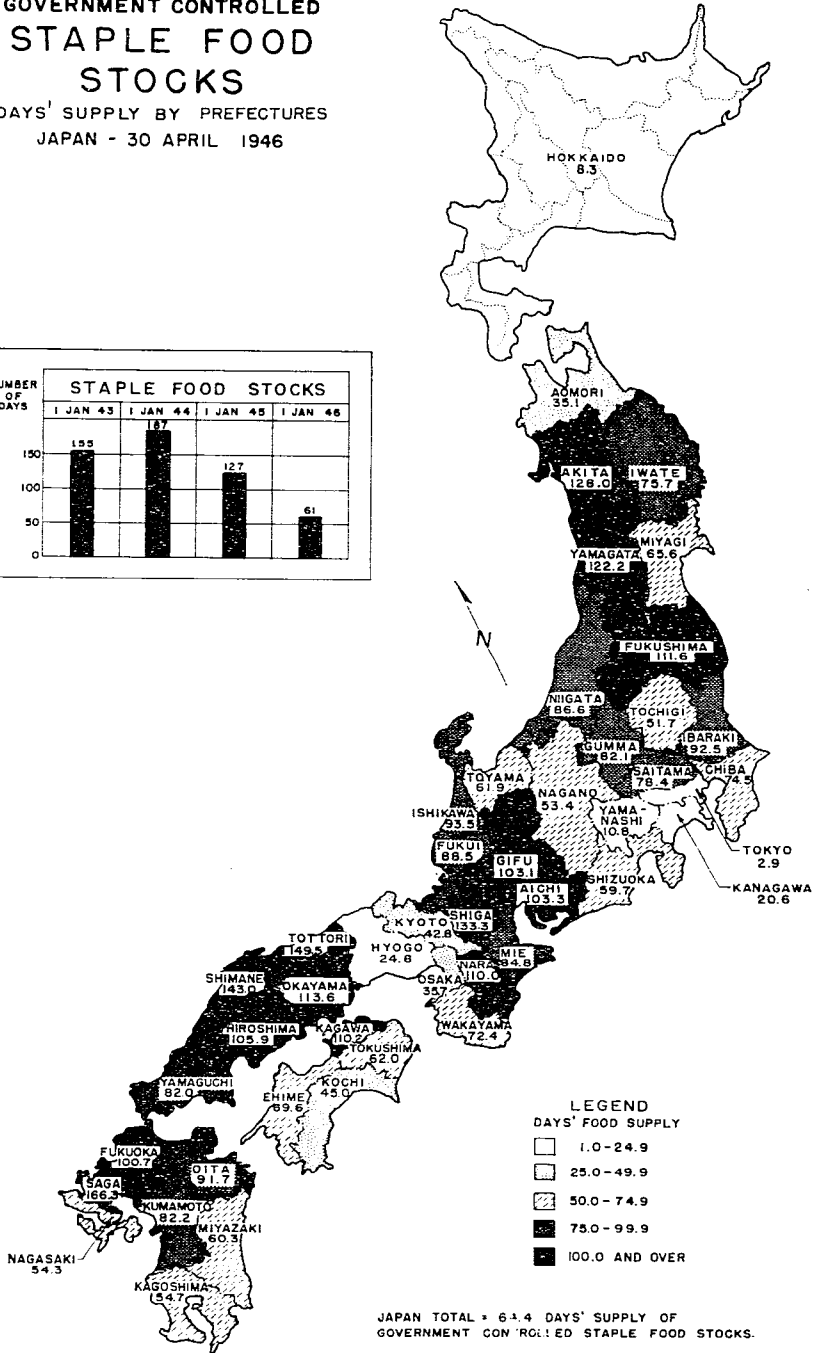 GOVERNMENT CONTROLLED
STAPLE FOOD
STOCKS
DAYS' SUPPLY BY PREFECTURES
JAPAN - 30 APRIL 1946
HOKKAIDO
8.3
NUMBER
OF
DAYS
STAPLE FOOD STOCKS
1 JAN 43 1 JAN 44 1 JAN 45 1 JAN 46
155
187
127
61
150
100
50
0
AOMORI
35.1
AKITA
128.0
IWATE
75.7
YAMAGATA
122.2
MIYAGI
65.6
N
FUKUSHIMA
111.6
NIIGATA
86.6
TOCHIGI
51.7
GUMMA
82.1
IBARAKI
92.5
SAITAMA
78.4
CHIBA
74.5
TOYAMA
61.9
NAGANO
53.4
YAMA-
NASHI
10.8
ISHIKAWA
93.5
FUKUI
88.5
GIFU
103.1
AICHI
103.3
SHIZUOKA
59.7
TOKYO
2.9
KANAGAWA
20.6
KYOTO
42.8
SHIGA
133.3
HYOGO
24.8
TOTTORI
149.5
MIE
84.8
NARA
110.0
OSAKA
35.7
SHIMANE
143.0
OKAYAMA
113.6
WAKAYAMA
72.4
HIROSHIMA
105.9
KAGAWA
110.2
TOKUSHIMA
62.0
YAMAGUCHI
82.0
KOCHI
45.0
EHIME
FUKUOKA
100.7
OITA
91.7
SAGA
166.3
KUMAMOTO
82.2
MIYAZAKI
60.3
NAGASAKI
54.3
KAGOSHIMA
54.7
LEGEND
DAYS' FOOD SUPPLY
1.0-24.9
25.0-49.9
50.0-74.9
75.0-99.9
100.0 AND OVER
JAPAN TOTAL = DAYS' SUPPLY OF
GOVERNMENT CONTROLLED STAPLE FOOD STOCKS.